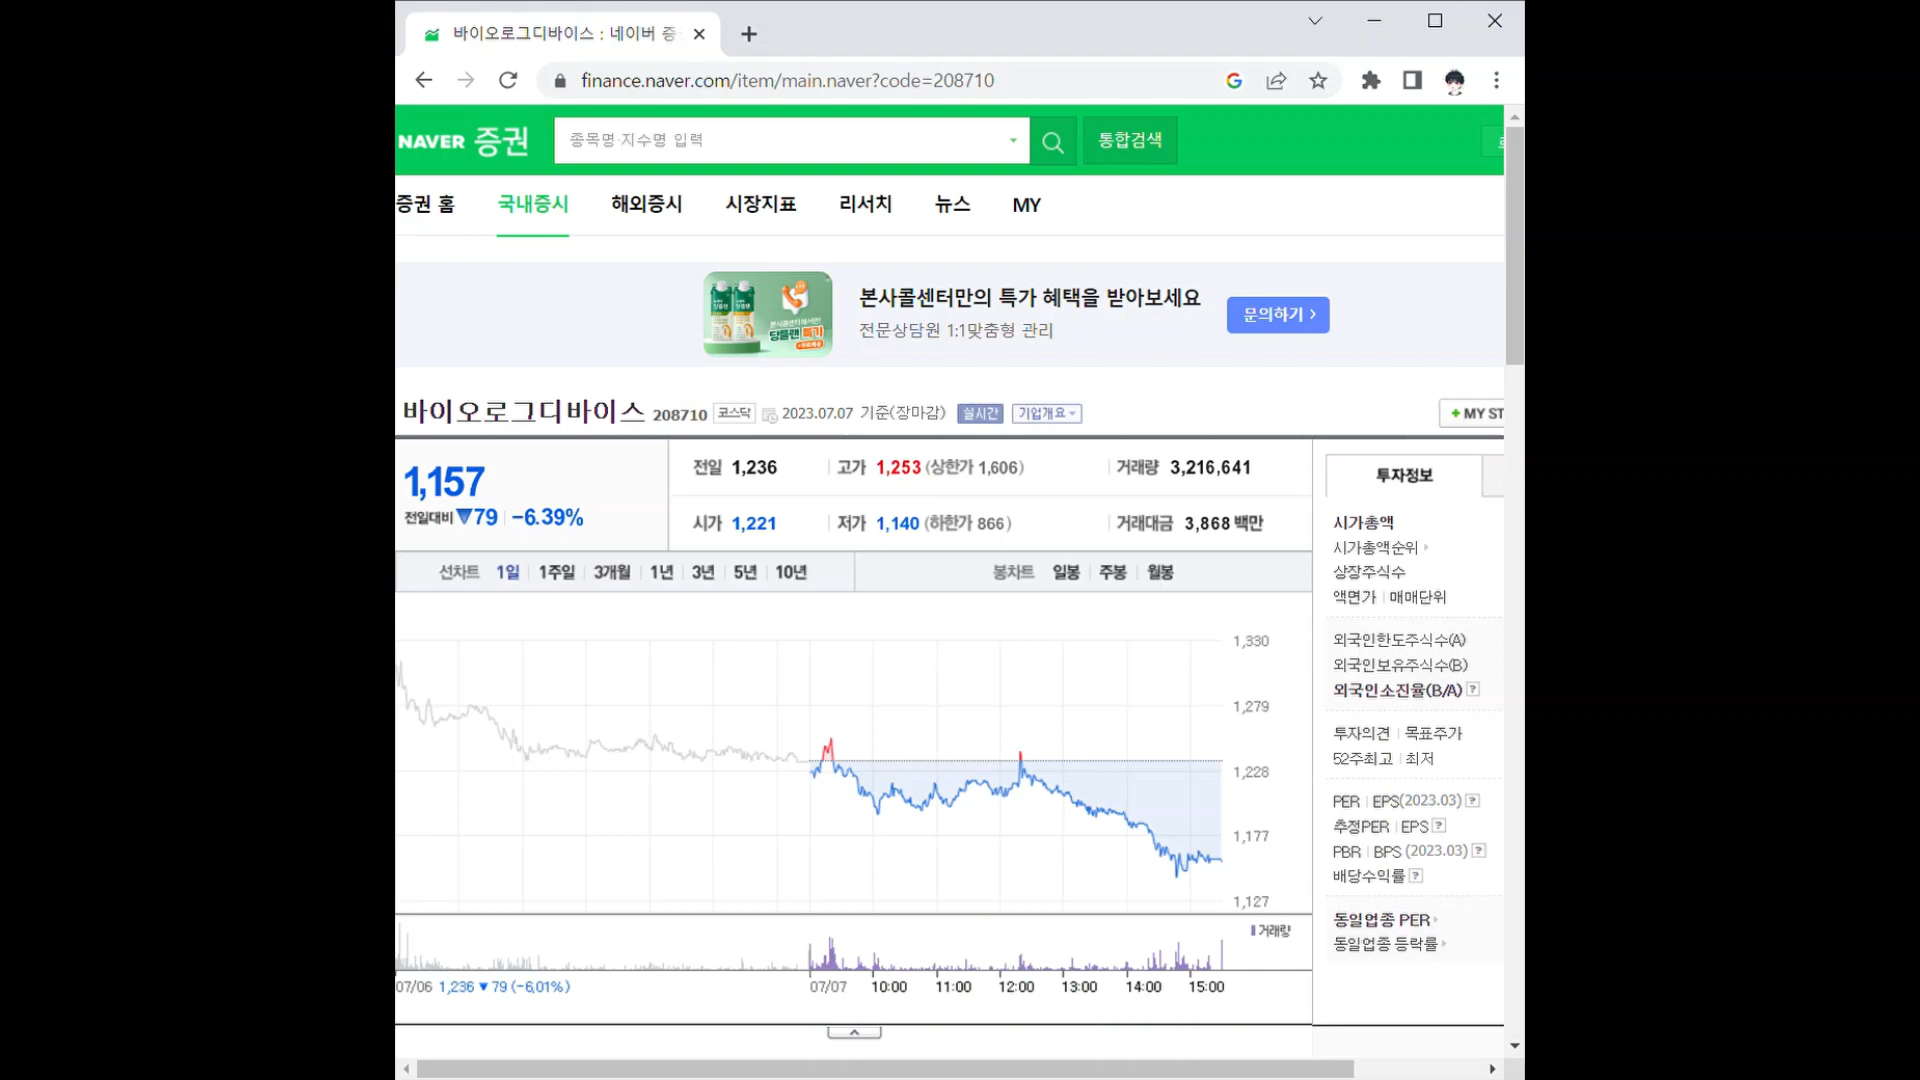 바이오로그디바이스 : 네이버 증
finance.naver.com/item/main.naver?code=208710
NAVER 증권
종목명·지수명 입력
통합검색
증권 홈 국내증시 해외증시 시장지표 리서치 뉴스 MY
본사콜센터만의 특가 혜택을 받아보세요
전문상담원 1:1맞춤형 관리
문의하기 ›
당플랜 특가
바이오로그디바이스 208710 코스닥 2023.07.07 기준(장마감) 실시간 기업개요
+ MY ST
1,157
전일대비 ▼79 -6.39%
전일 1,236 고가 1,253 (상한가 1,606) 거래량 3,216,641
시가 1,221 저가 1,140 (하한가 866) 거래대금 3,868 백만
선차트 1일 1주일 3개월 1년 3년 5년 10년 봉차트 일봉 주봉 월봉
1,330
1,279
1,228
1,177
1,127
거래량
07/06 1,236 ▼ 79 (-6,01%)
07/07 10:00 11:00 12:00 13:00 14:00 15:00
투자정보
시가총액
시가총액순위
상장주식수
액면가 매매단위
외국인한도주식수(A)
외국인보유주식수(B)
외국인소진율(B/A) ?
투자의견 목표주가
52주최고 최저
PER EPS(2023.03) ?
추정PER EPS ?
PBR BPS (2023.03) ?
배당수익률 ?
동일업종 PER
동일업종 등락률